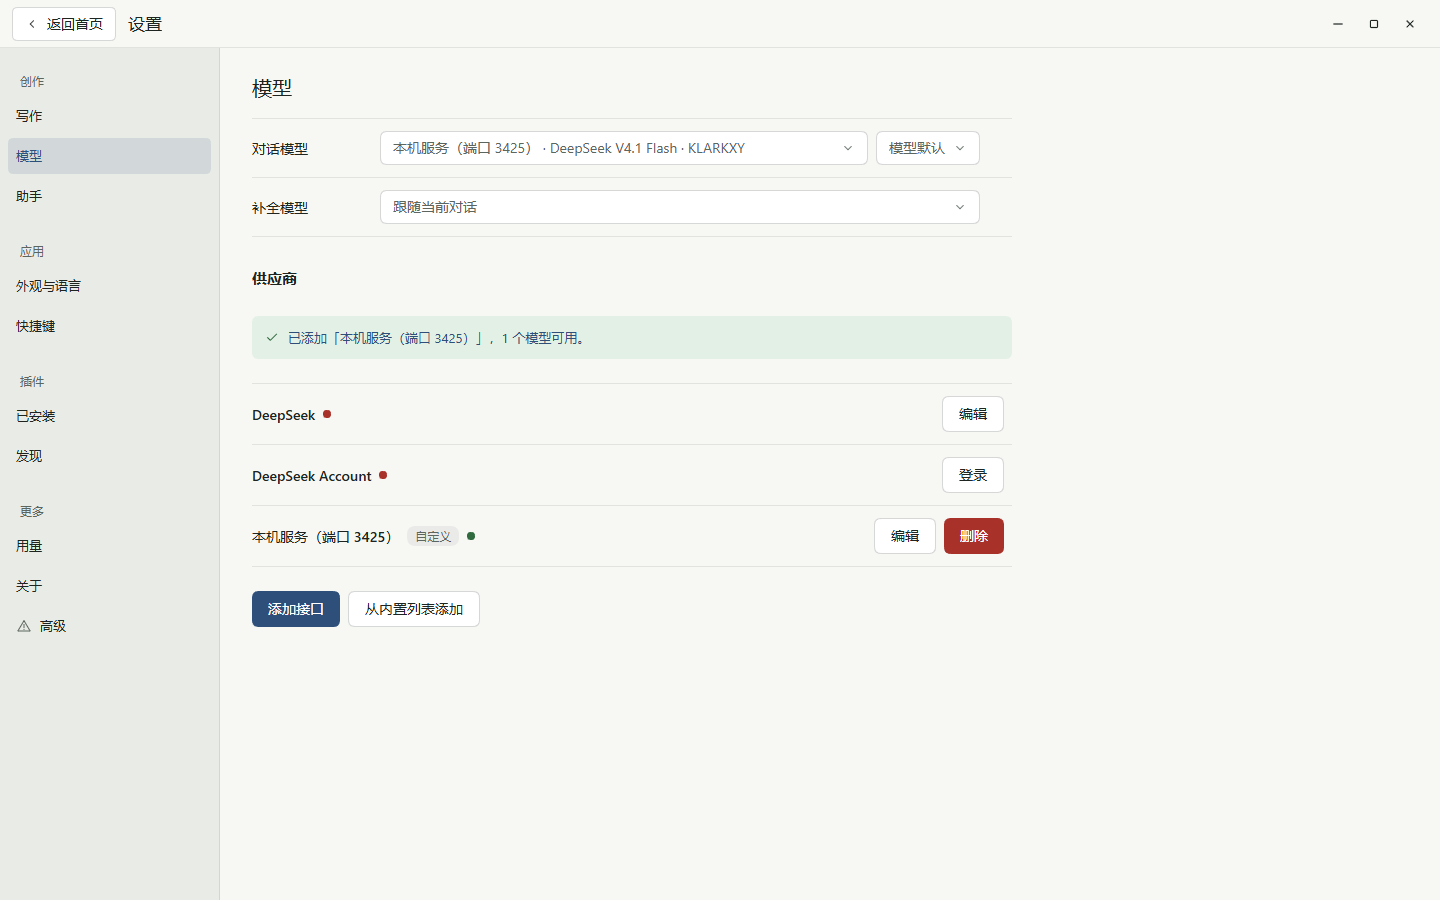 返回首页 设置
创作
写作
模型
助手
应用
外观与语言
快捷键
插件
已安装
发现
更多
用量
关于
高级
模型
对话模型 本机服务（端口 3425） · DeepSeek V4.1 Flash · KLARKXY 模型默认
补全模型 跟随当前对话
供应商
已添加「本机服务（端口 3425）」，1 个模型可用。
DeepSeek 编辑
DeepSeek Account 登录
本机服务（端口 3425） 自定义 编辑 删除
添加接口 从内置列表添加